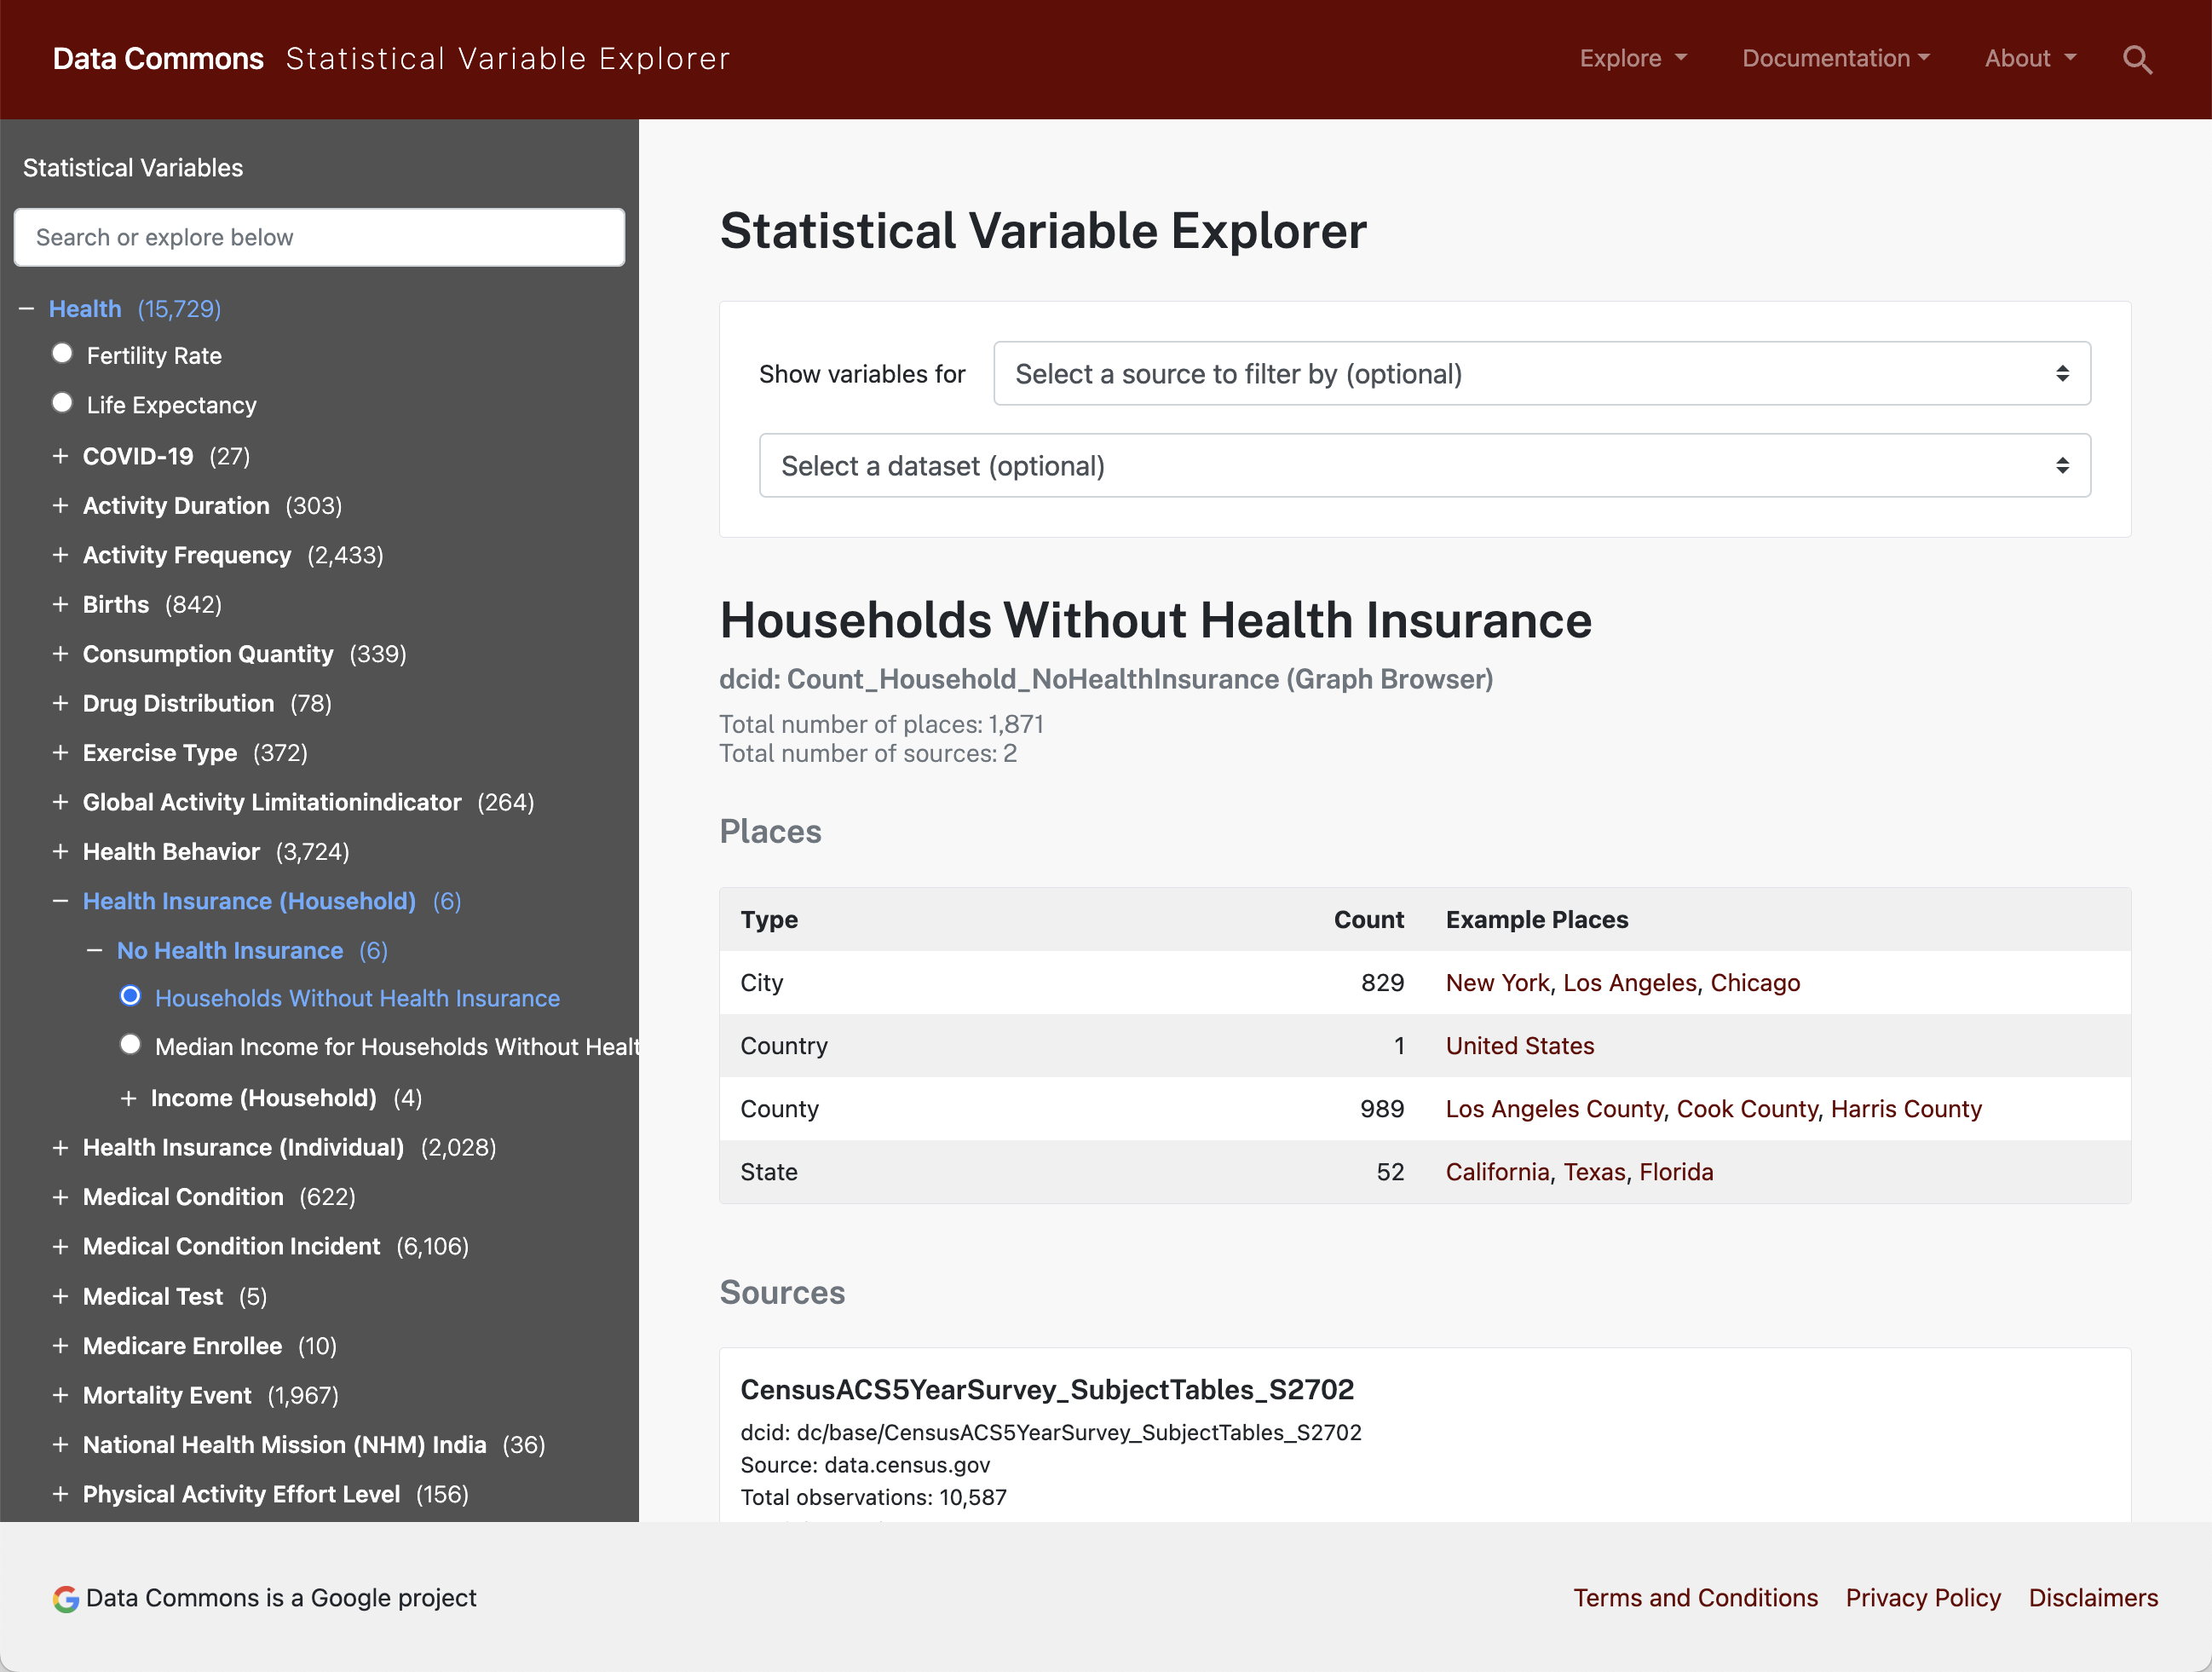 Data Commons Statistical Variable Explorer
Explore Documentation About
Statistical Variables
Search or explore below
− Health (15,729)
Fertility Rate
Life Expectancy
+ COVID-19 (27)
+ Activity Duration (303)
+ Activity Frequency (2,433)
+ Births (842)
+ Consumption Quantity (339)
+ Drug Distribution (78)
+ Exercise Type (372)
+ Global Activity Limitationindicator (264)
+ Health Behavior (3,724)
− Health Insurance (Household) (6)
− No Health Insurance (6)
Households Without Health Insurance
Median Income for Households Without Healt
+ Income (Household) (4)
+ Health Insurance (Individual) (2,028)
+ Medical Condition (622)
+ Medical Condition Incident (6,106)
+ Medical Test (5)
+ Medicare Enrollee (10)
+ Mortality Event (1,967)
+ National Health Mission (NHM) India (36)
+ Physical Activity Effort Level (156)
Statistical Variable Explorer
Show variables for Select a source to filter by (optional)
Select a dataset (optional)
Households Without Health Insurance
dcid: Count_Household_NoHealthInsurance (Graph Browser)
Total number of places: 1,871
Total number of sources: 2
Places
Type Count Example Places
City 829 New York, Los Angeles, Chicago
Country 1 United States
County 989 Los Angeles County, Cook County, Harris County
State 52 California, Texas, Florida
Sources
CensusACS5YearSurvey_SubjectTables_S2702
dcid: dc/base/CensusACS5YearSurvey_SubjectTables_S2702
Source: data.census.gov
Total observations: 10,587
Data Commons is a Google project
Terms and Conditions Privacy Policy Disclaimers